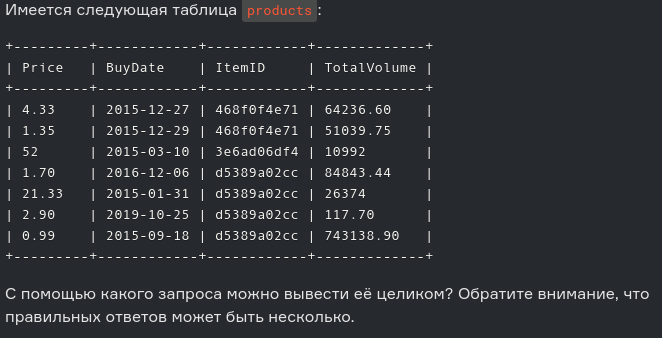 Имеется следующая таблица products:
+---------+------------+------------+-------------+
| Price   | BuyDate    | ItemID     | TotalVolume |
+---------+------------+------------+-------------+
| 4.33    | 2015-12-27 | 468f0f4e71 | 64236.60    |
| 1.35    | 2015-12-29 | 468f0f4e71 | 51039.75    |
| 52      | 2015-03-10 | 3e6ad06df4 | 10992       |
| 1.70    | 2016-12-06 | d5389a02cc | 84843.44    |
| 21.33   | 2015-01-31 | d5389a02cc | 26374       |
| 2.90    | 2019-10-25 | d5389a02cc | 117.70      |
| 0.99    | 2015-09-18 | d5389a02cc | 743138.90   |
+---------+------------+------------+-------------+
С помощью какого запроса можно вывести её целиком? Обратите внимание, что
правильных ответов может быть несколько.